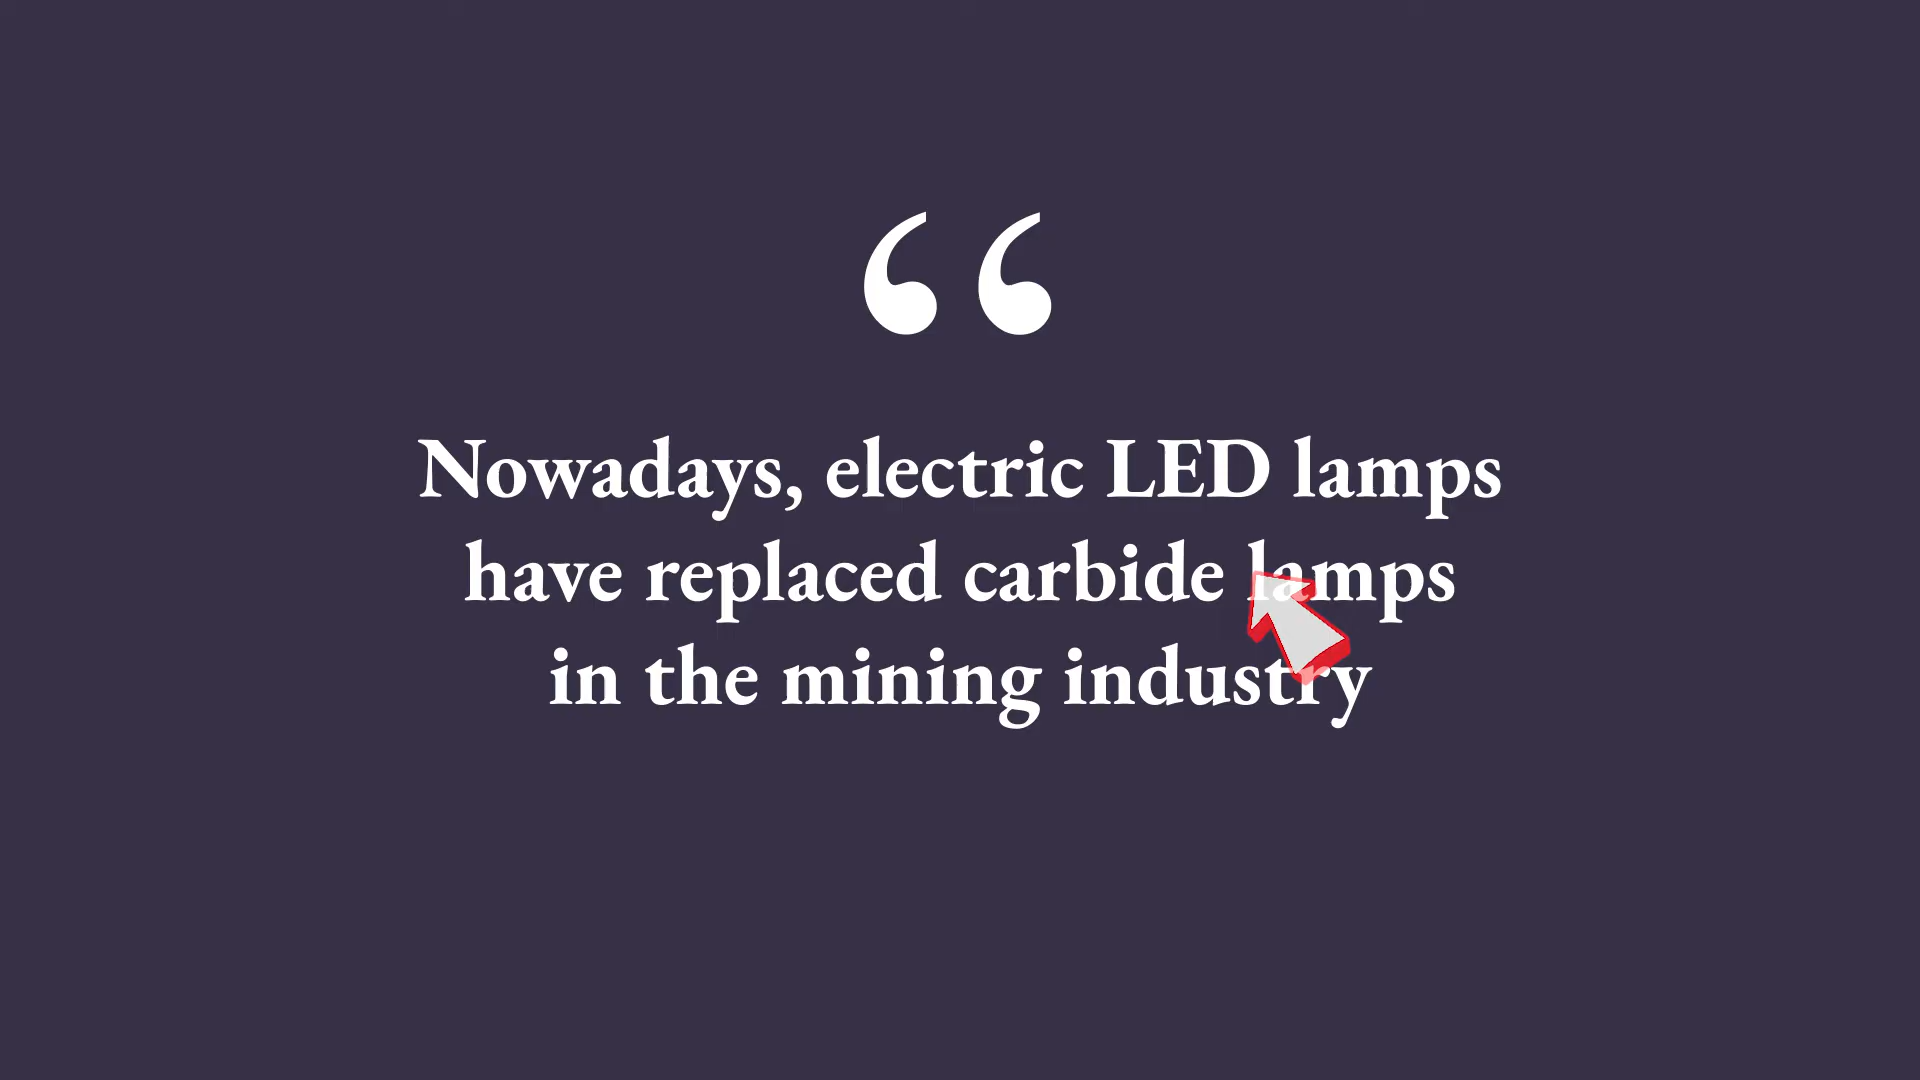 “
Nowadays, electric LED lamps
have replaced carbide lamps
in the mining industry